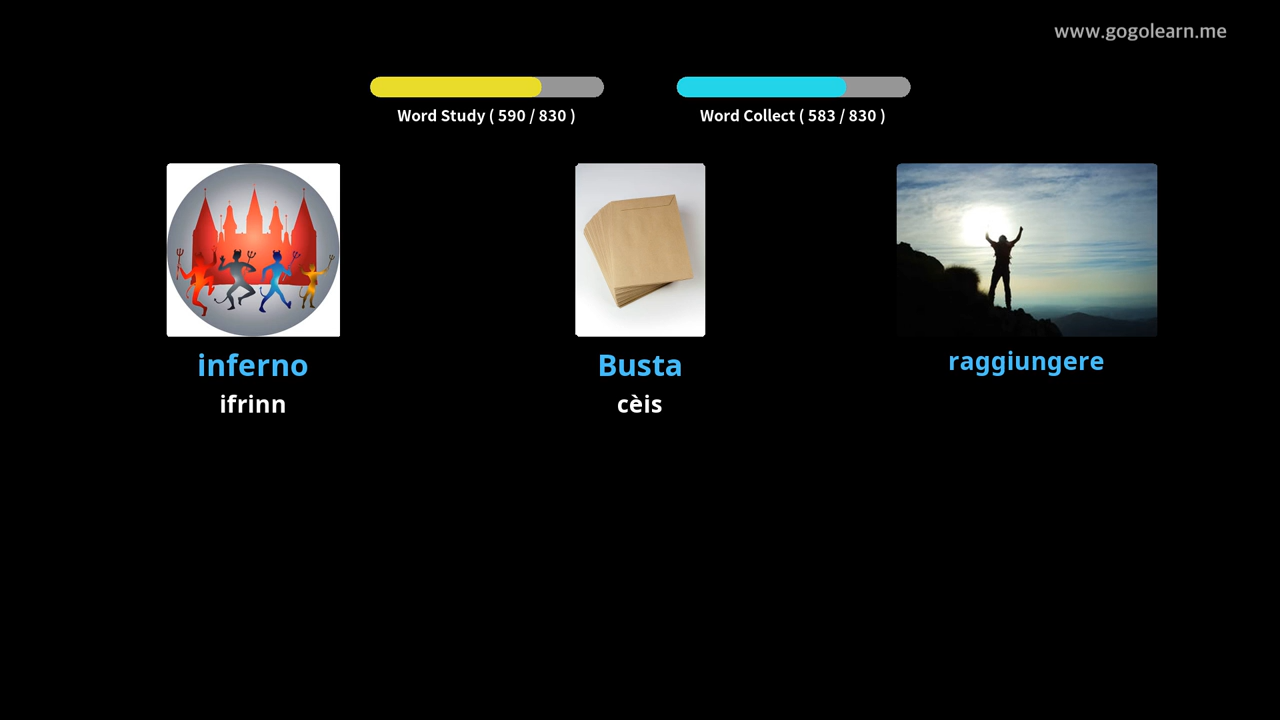 www.gogolearn.me
Word Study ( 590 / 830 )
Word Collect ( 583 / 830 )
inferno
ifrinn
Busta
cèis
raggiungere